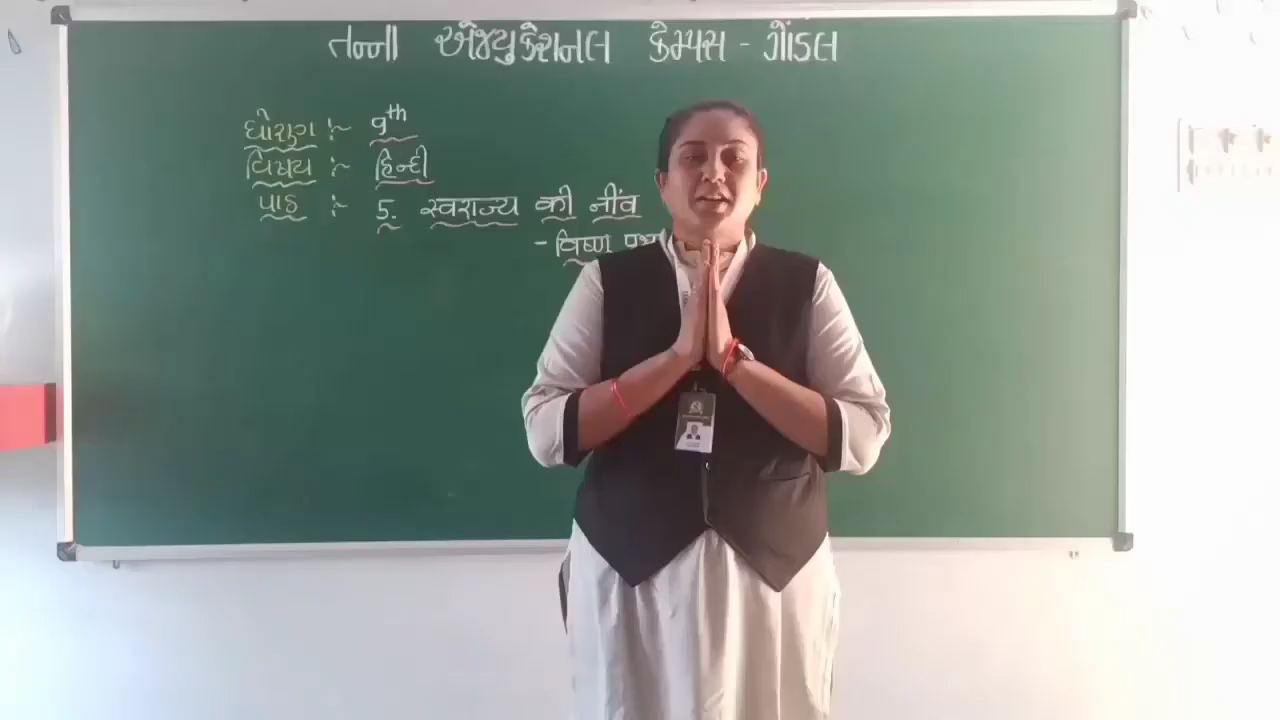 તન્ના એજ્યુકેશનલ કેમ્પસ - ગોંડલ
ધોરણ :- 9th
વિષય :- हिन्दी
પાઠ :- 5. स्वराज्य की नींव
- विष्णु